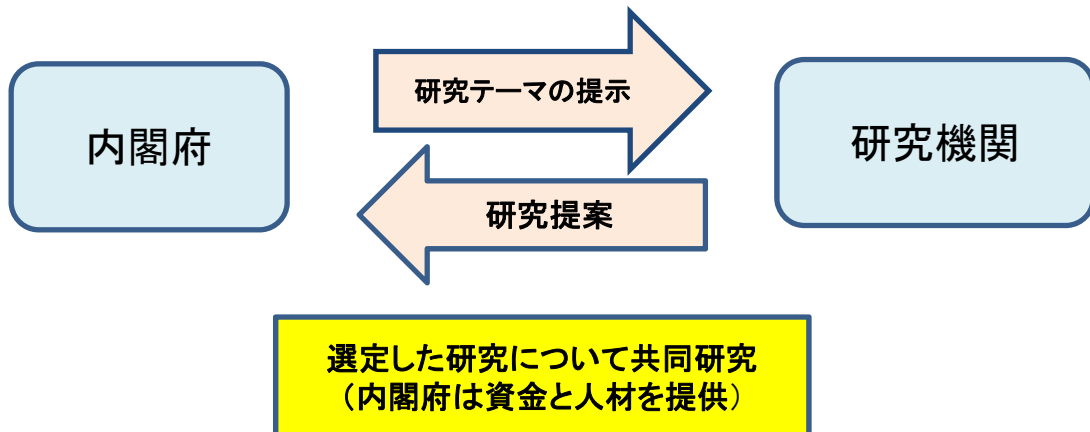 内閣府
研究テーマの提示
研究機関
研究提案
選定した研究について共同研究
（内閣府は資金と人材を提供）